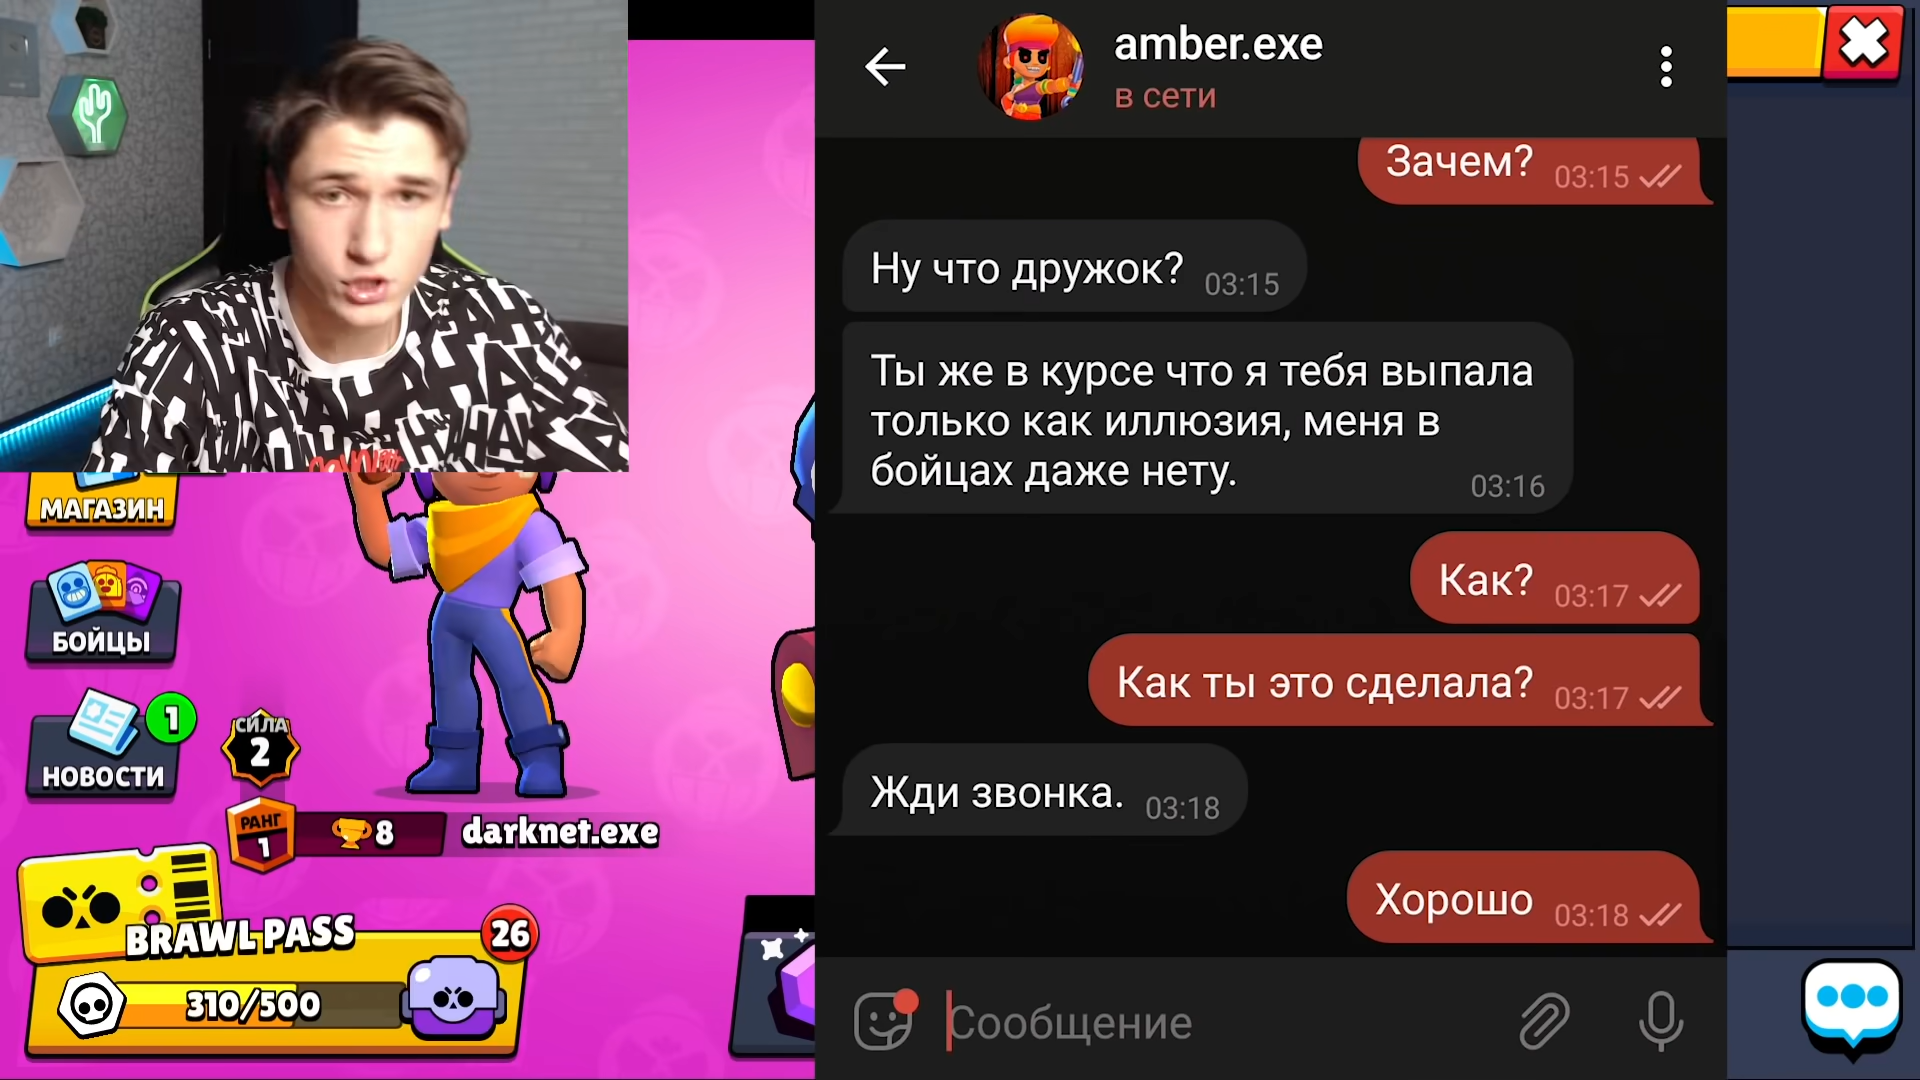 МАГАЗИН
БОЙЦЫ
1
НОВОСТИ
СИЛА
2
РАНГ
1
8
darknet.exe
BRAWL PASS
26
310/500
amber.exe
в сети
Зачем? 03:15
Ну что дружок? 03:15
Ты же в курсе что я тебя выпала
только как иллюзия, меня в
бойцах даже нету. 03:16
Как? 03:17
Как ты это сделала? 03:17
Жди звонка. 03:18
Хорошо 03:18
Сообщение